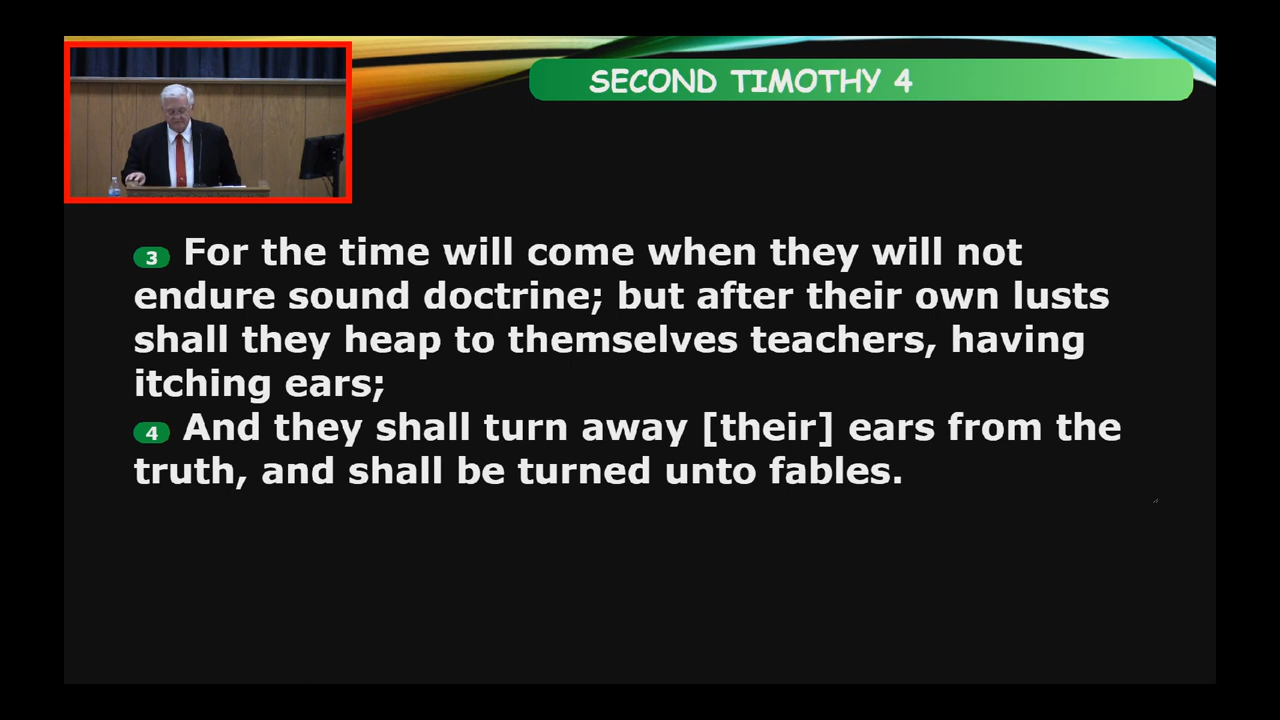 SECOND TIMOTHY 4
3 For the time will come when they will not
endure sound doctrine; but after their own lusts
shall they heap to themselves teachers, having
itching ears;
4 And they shall turn away [their] ears from the
truth, and shall be turned unto fables.